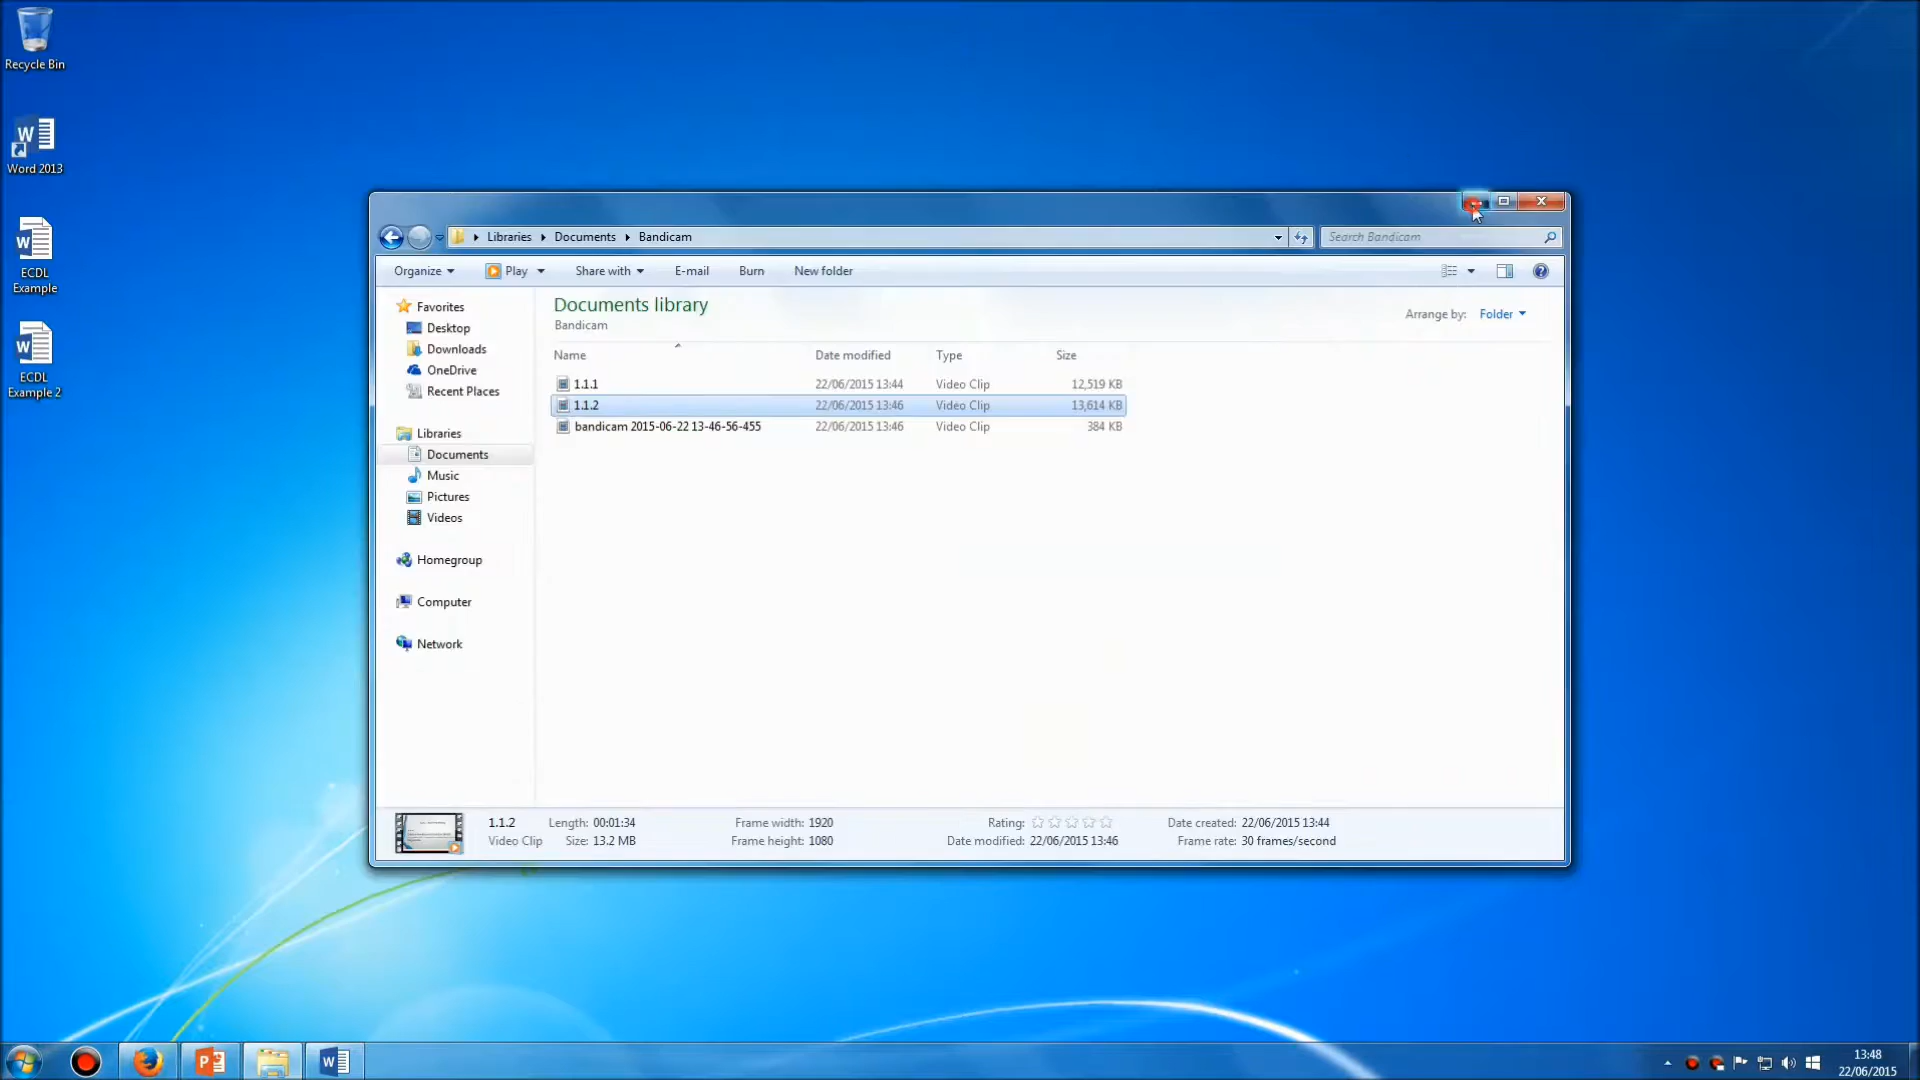 Recycle Bin
Word 2013
ECDL
Example
ECDL
Example 2
Libraries Documents Bandicam
Search Bandicam
Organize Play Share with E-mail Burn New folder
Favorites
Desktop
Downloads
OneDrive
Recent Places
Libraries
Documents
Music
Pictures
Videos
Homegroup
Computer
Network
Documents library
Bandicam
Arrange by: Folder
Name Date modified Type Size
1.1.1 22/06/2015 13:44 Video Clip 12,519 KB
1.1.2 22/06/2015 13:46 Video Clip 13,614 KB
bandicam 2015-06-22 13-46-56-455 22/06/2015 13:46 Video Clip 384 KB
1.1.2 Length: 00:01:34 Frame width: 1920 Rating: Date created: 22/06/2015 13:44
Video Clip Size: 13.2 MB Frame height: 1080 Date modified: 22/06/2015 13:46 Frame rate: 30 frames/second
13:48
22/06/2015